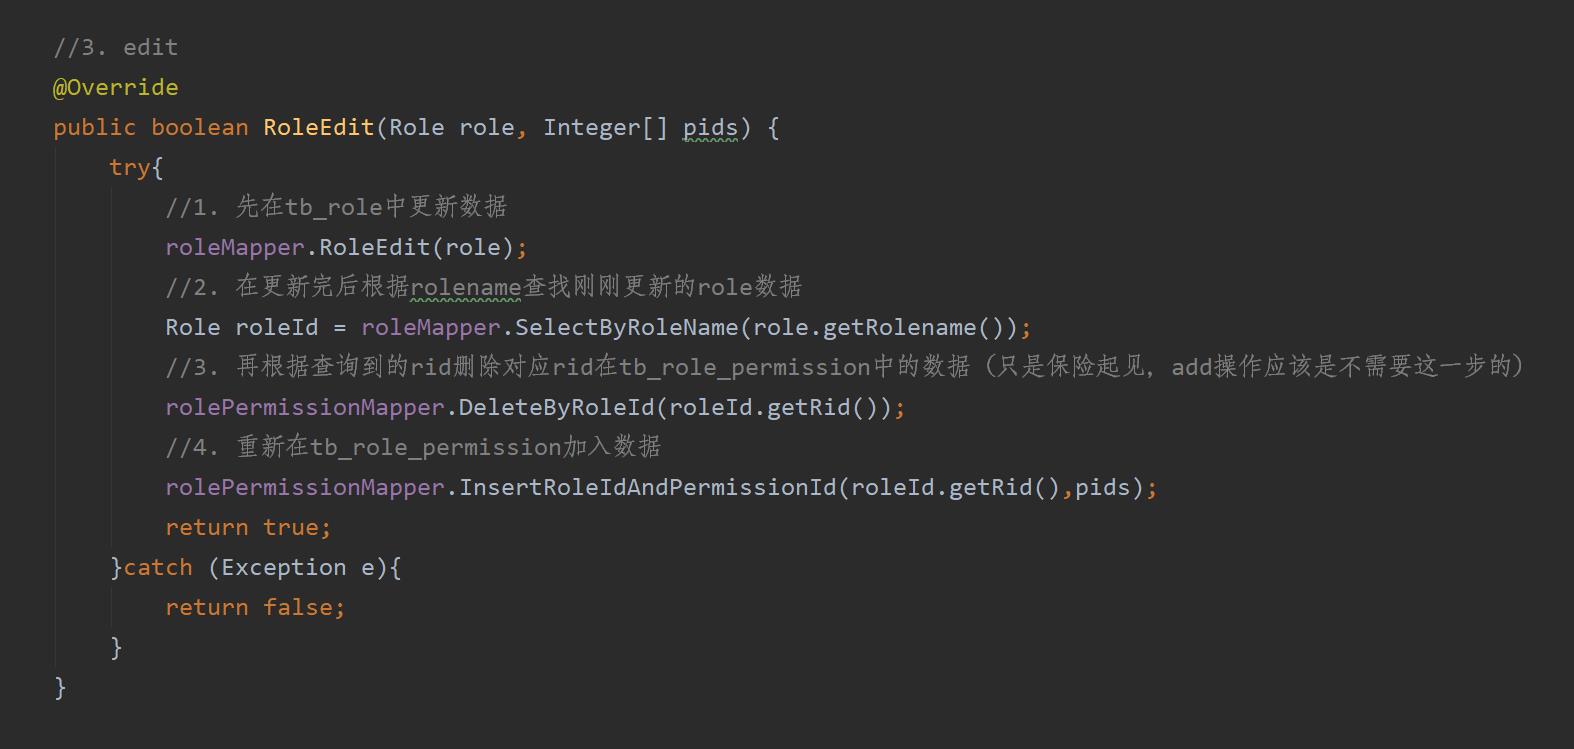 //3. edit
@Override
public boolean RoleEdit(Role role, Integer[] pids) {
try{
//1. 先在tb_role中更新数据
roleMapper.RoleEdit(role);
//2. 在更新完后根据rolename查找刚刚更新的role数据
Role roleId = roleMapper.SelectByRoleName(role.getRolename());
//3. 再根据查询到的rid删除对应rid在tb_role_permission中的数据（只是保险起见，add操作应该是不需要这一步的）
rolePermissionMapper.DeleteByRoleId(roleId.getRid());
//4. 重新在tb_role_permission加入数据
rolePermissionMapper.InsertRoleIdAndPermissionId(roleId.getRid(),pids);
return true;
}catch (Exception e){
return false;
}
}